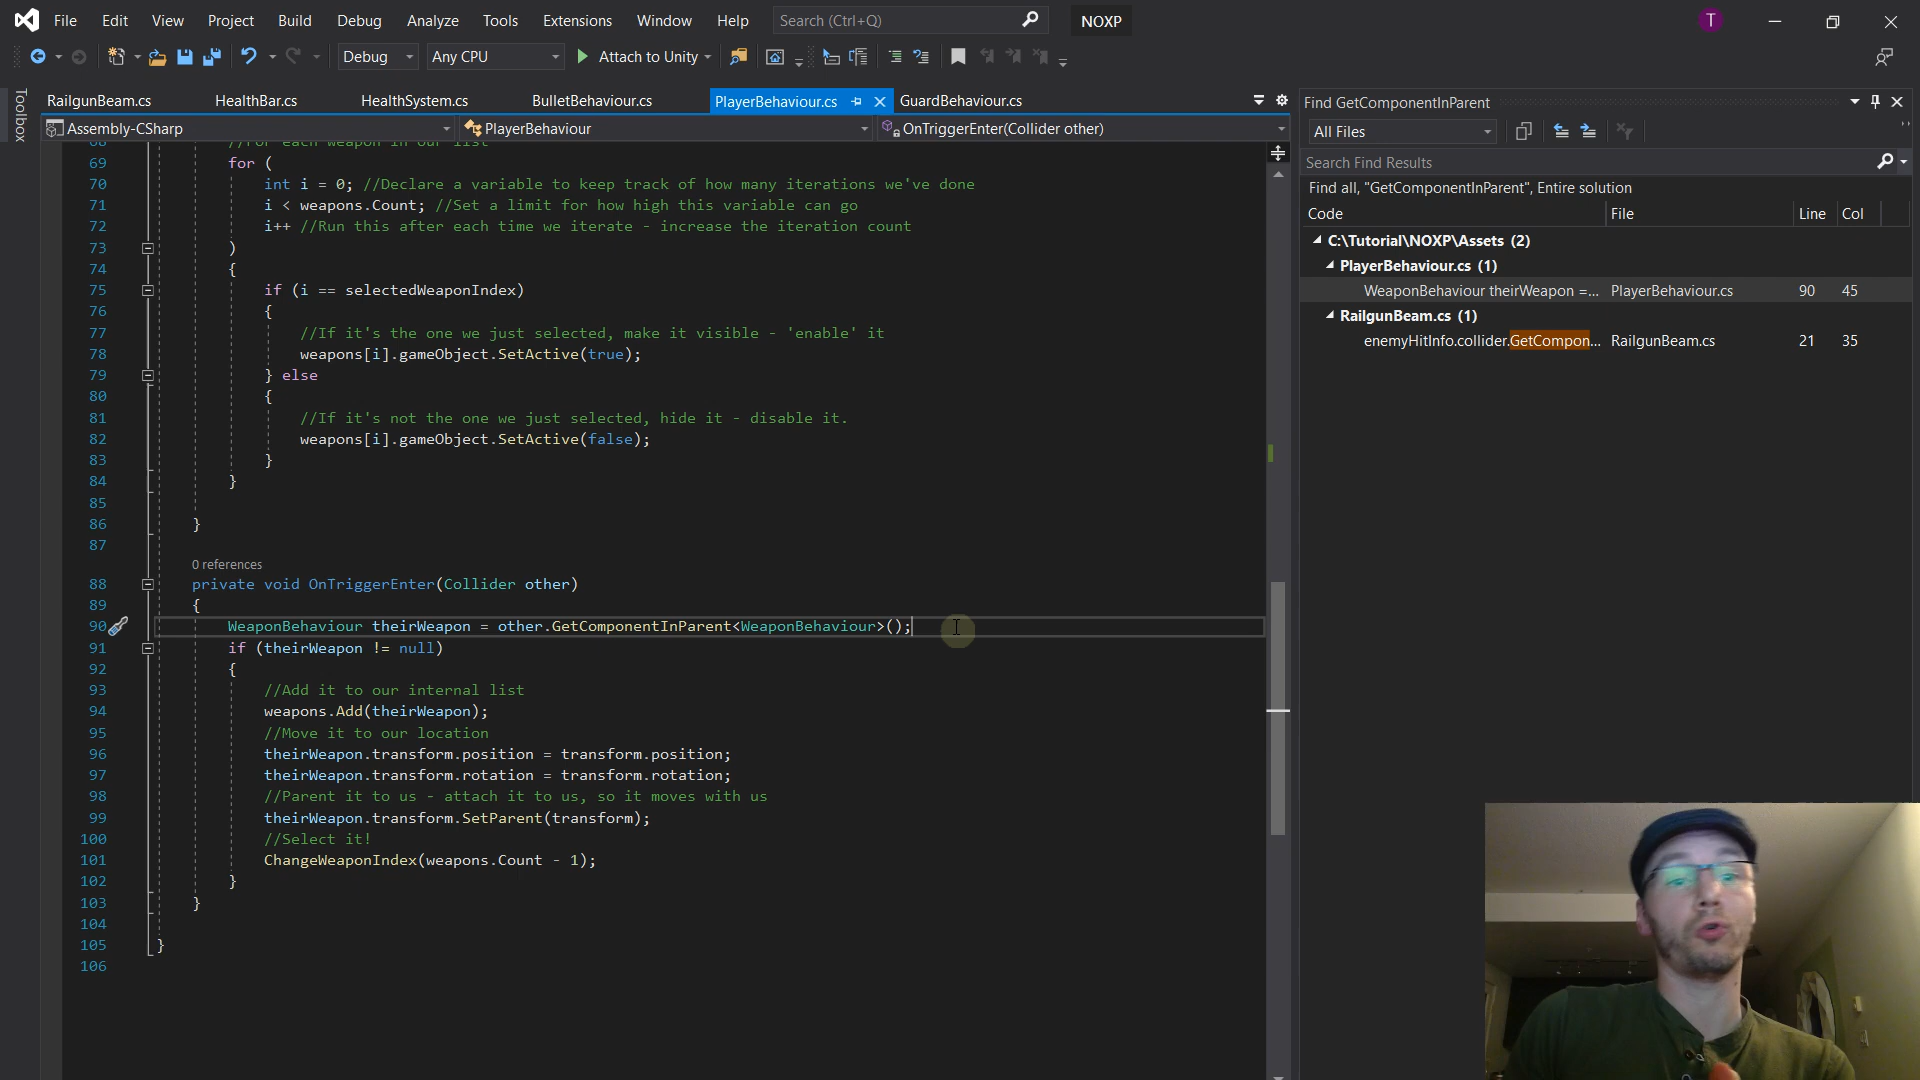 File Edit View Project Build Debug Analyze Tools Extensions Window Help Search (Ctrl+Q) NOXP T
Debug Any CPU Attach to Unity
Toolbox
RailgunBeam.cs HealthBar.cs HealthSystem.cs BulletBehaviour.cs PlayerBehaviour.cs GuardBehaviour.cs
Assembly-CSharp PlayerBehaviour OnTriggerEnter(Collider other)
68 //For each weapon in our list
69 for (
70 int i = 0; //Declare a variable to keep track of how many iterations we've done
71 i < weapons.Count; //Set a limit for how high this variable can go
72 i++ //Run this after each time we iterate - increase the iteration count
73 )
74 {
75 if (i == selectedWeaponIndex)
76 {
77 //If it's the one we just selected, make it visible - 'enable' it
78 weapons[i].gameObject.SetActive(true);
79 } else
80 {
81 //If it's not the one we just selected, hide it - disable it.
82 weapons[i].gameObject.SetActive(false);
83 }
84 }
85
86 }
87
0 references
88 private void OnTriggerEnter(Collider other)
89 {
90 WeaponBehaviour theirWeapon = other.GetComponentInParent<WeaponBehaviour>();
91 if (theirWeapon != null)
92 {
93 //Add it to our internal list
94 weapons.Add(theirWeapon);
95 //Move it to our location
96 theirWeapon.transform.position = transform.position;
97 theirWeapon.transform.rotation = transform.rotation;
98 //Parent it to us - attach it to us, so it moves with us
99 theirWeapon.transform.SetParent(transform);
100 //Select it!
101 ChangeWeaponIndex(weapons.Count - 1);
102 }
103 }
104
105 }
106
Find GetComponentInParent
All Files
Search Find Results
Find all, "GetComponentInParent", Entire solution
Code File Line Col
C:\Tutorial\NOXP\Assets (2)
PlayerBehaviour.cs (1)
WeaponBehaviour theirWeapon =... PlayerBehaviour.cs 90 45
RailgunBeam.cs (1)
enemyHitInfo.collider.GetCompon... RailgunBeam.cs 21 35